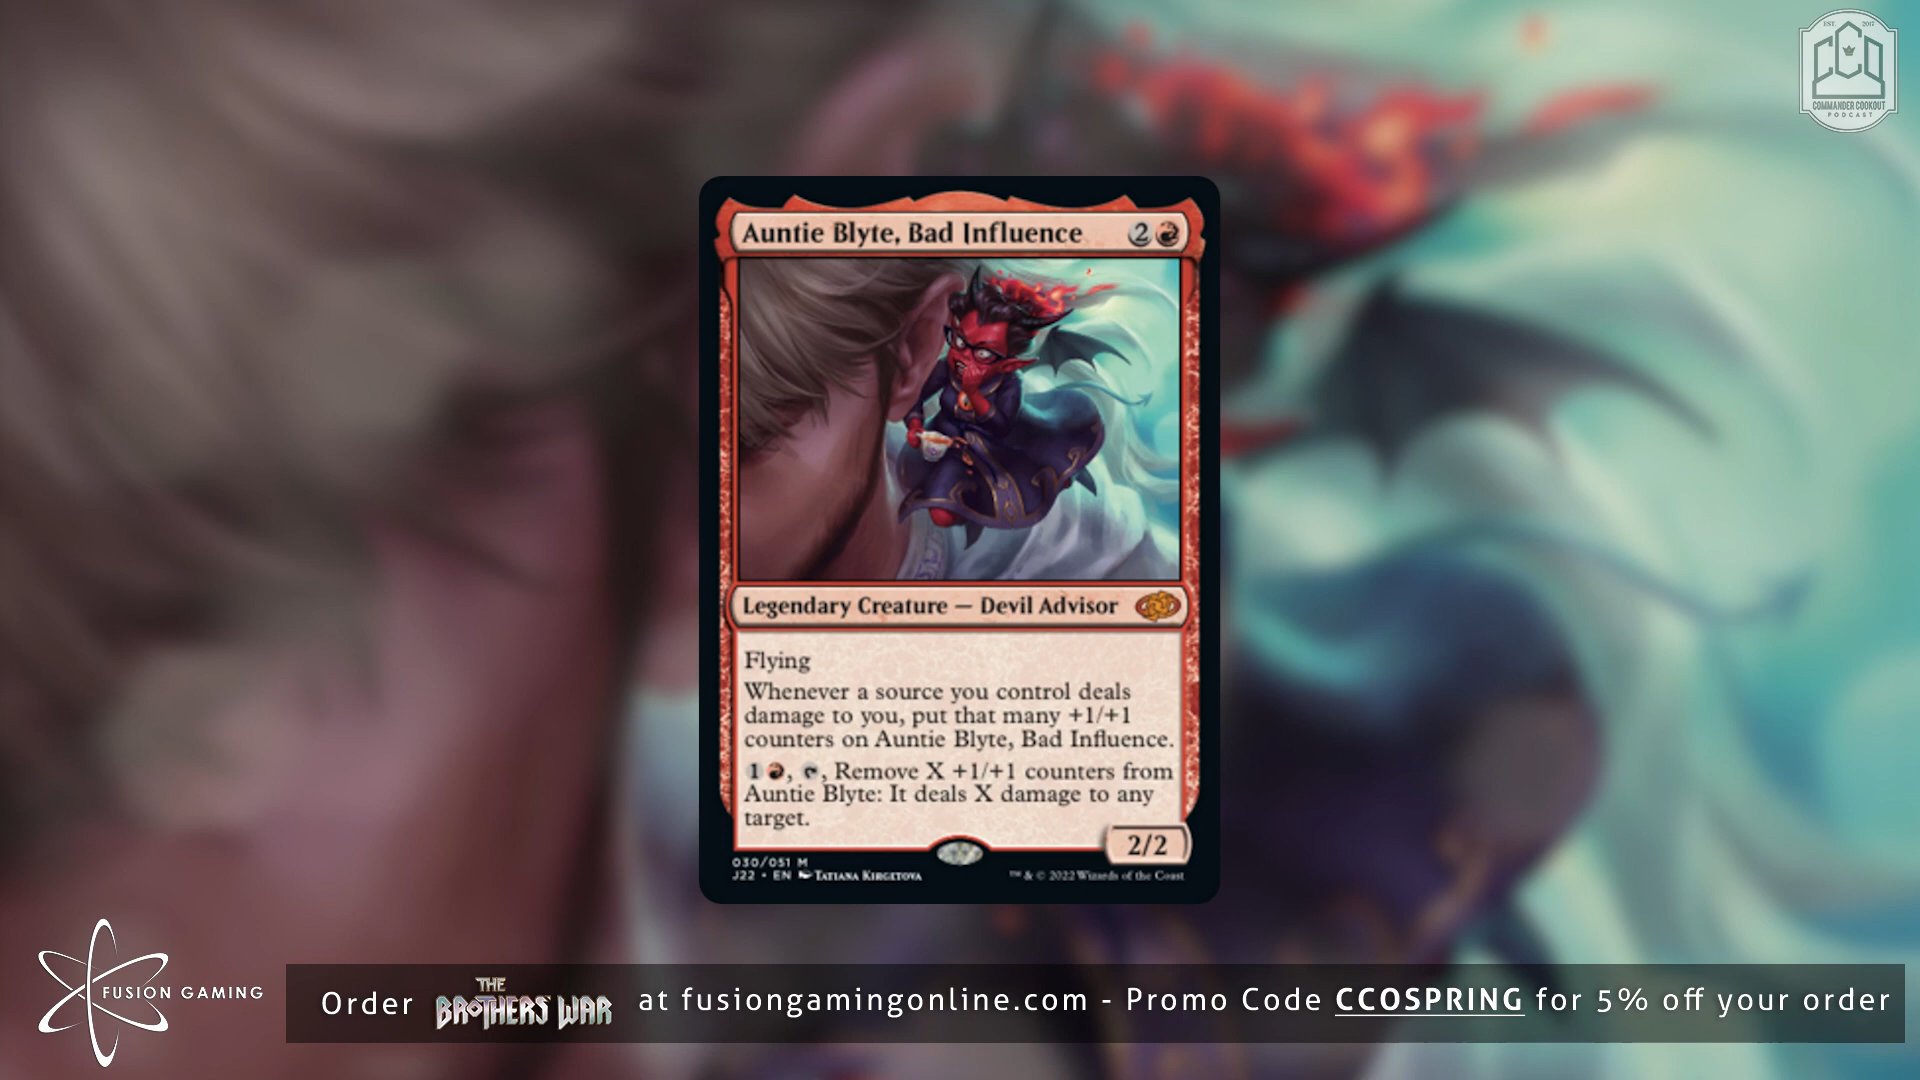 EST. 2017
CCO
COMMANDER COOKOUT
PODCAST
Auntie Blyte, Bad Influence 2
Legendary Creature — Devil Advisor
Flying
Whenever a source you control deals
damage to you, put that many +1/+1
counters on Auntie Blyte, Bad Influence.
1 , , Remove X +1/+1 counters from
Auntie Blyte: It deals X damage to any
target.
2/2
030/051 M
J22 • EN TATIANA KIRGETOVA
™ & © 2022 Wizards of the Coast
FUSION GAMING
Order THE BROTHERS' WAR at fusiongamingonline.com - Promo Code CCOSPRING for 5% off your order